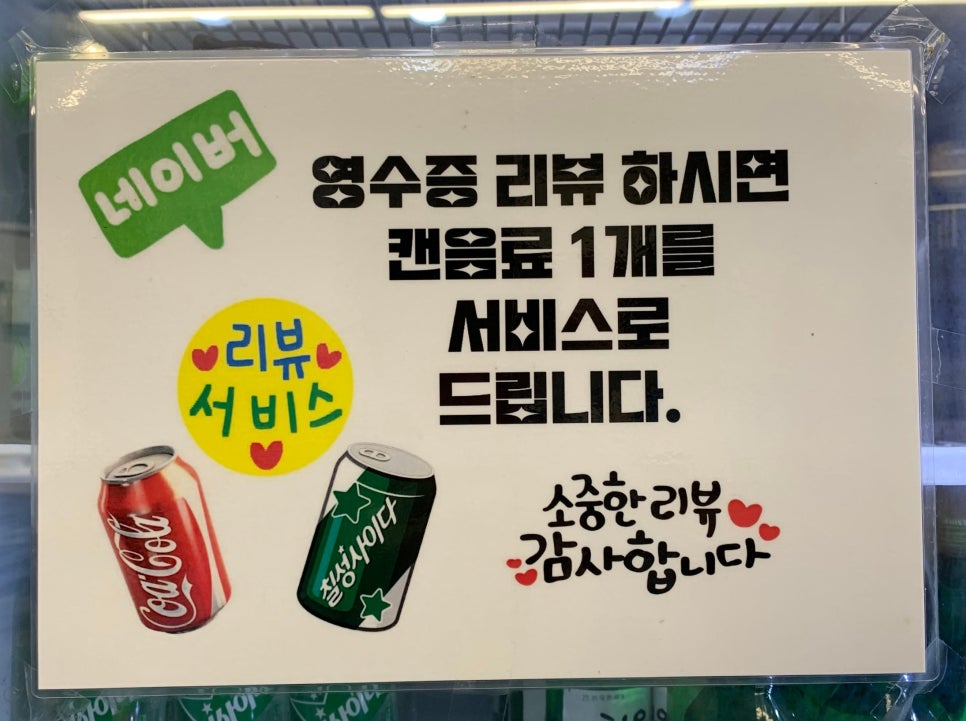 네이버
영수증 리뷰 하시면
캔음료 1개를
서비스로
드립니다.
리뷰
서비스
Coca-Cola
칠성사이다
소중한 리뷰
감사합니다